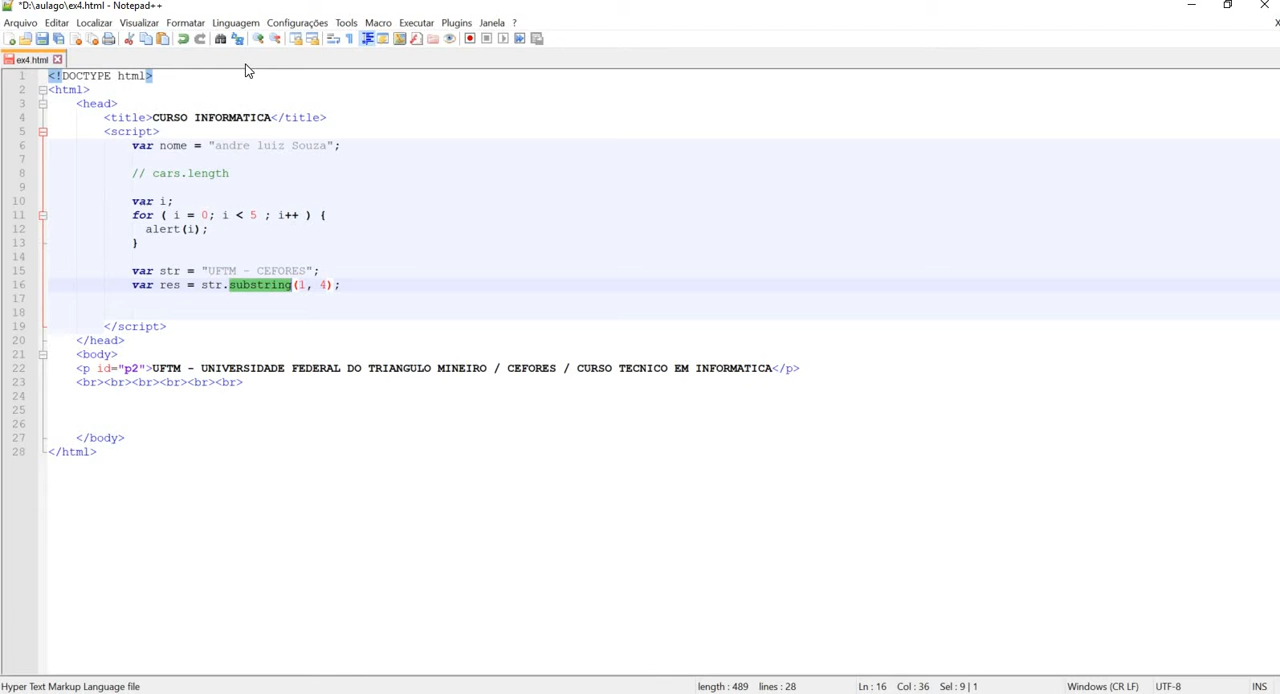 *D:\aulago\ex4.html - Notepad++
Arquivo Editar Localizar Visualizar Formatar Linguagem Configurações Tools Macro Executar Plugins Janela ? X
ex4.html
1 <!DOCTYPE html>
2 <html>
3 <head>
4 <title>CURSO INFORMATICA</title>
5 <script>
6 var nome = "andre luiz Souza";
7
8 // cars.length
9
10 var i;
11 for ( i = 0; i < 5 ; i++ ) {
12 alert(i);
13 }
14
15 var str = "UFTM - CEFORES";
16 var res = str.substring(1, 4);
17
18
19 </script>
20 </head>
21 <body>
22 <p id="p2">UFTM - UNIVERSIDADE FEDERAL DO TRIANGULO MINEIRO / CEFORES / CURSO TECNICO EM INFORMATICA</p>
23 <br><br><br><br><br><br>
24
25
26
27 </body>
28 </html>
Hyper Text Markup Language file length : 489 lines : 28 Ln : 16 Col : 36 Sel : 9 | 1 Windows (CR LF) UTF-8 INS